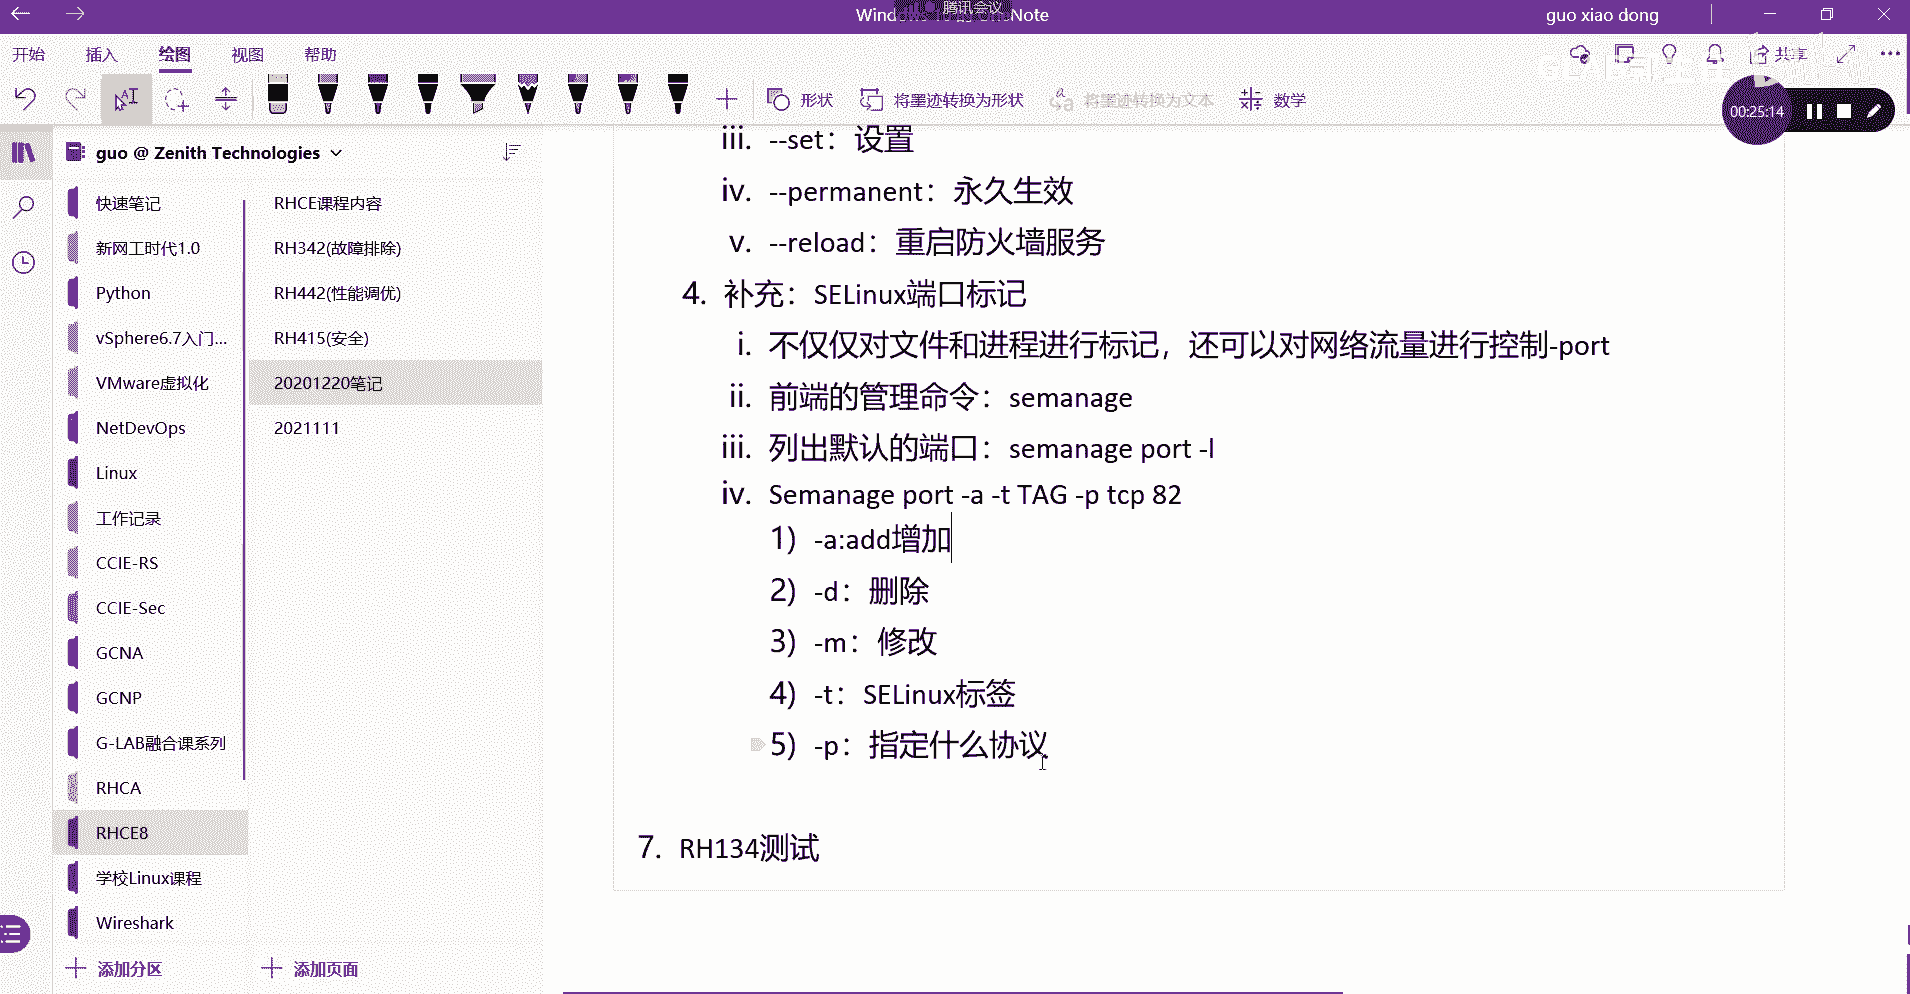 腾讯会议
guo xiao dong
开始 插入 绘图 视图 帮助
共享
形状 将墨迹转换为形状 将墨迹转换为文本 数学
00:25:14
guo @ Zenith Technologies
快速笔记
新网工时代1.0
Python
vSphere6.7入门...
VMware虚拟化
NetDevOps
Linux
工作记录
CCIE-RS
CCIE-Sec
GCNA
GCNP
G-LAB融合课系列
RHCA
RHCE8
学校Linux课程
Wireshark
添加分区
RHCE课程内容
RH342(故障排除)
RH442(性能调优)
RH415(安全)
20201220笔记
2021111
添加页面
iii. --set：设置
iv. --permanent：永久生效
v. --reload：重启防火墙服务
4. 补充：SELinux端口标记
i. 不仅仅对文件和进程进行标记，还可以对网络流量进行控制-port
ii. 前端的管理命令：semanage
iii. 列出默认的端口：semanage port -l
iv. Semanage port -a -t TAG -p tcp 82
1) -a:add增加
2) -d：删除
3) -m：修改
4) -t：SELinux标签
5) -p：指定什么协议
7. RH134测试